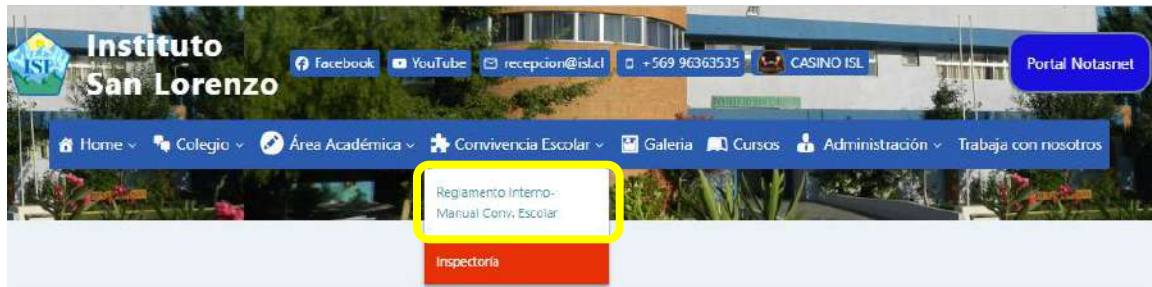 Instituto
San Lorenzo
ISL
Facebook YouTube recepcion@isl.cl +569 96363535 CASINO ISL
Portal Notasnet
Home Colegio Área Académica Convivencia Escolar Galeria Cursos Administración Trabaja con nosotros
Reglamento Interno-
Manual Conv. Escolar
Inspectoría